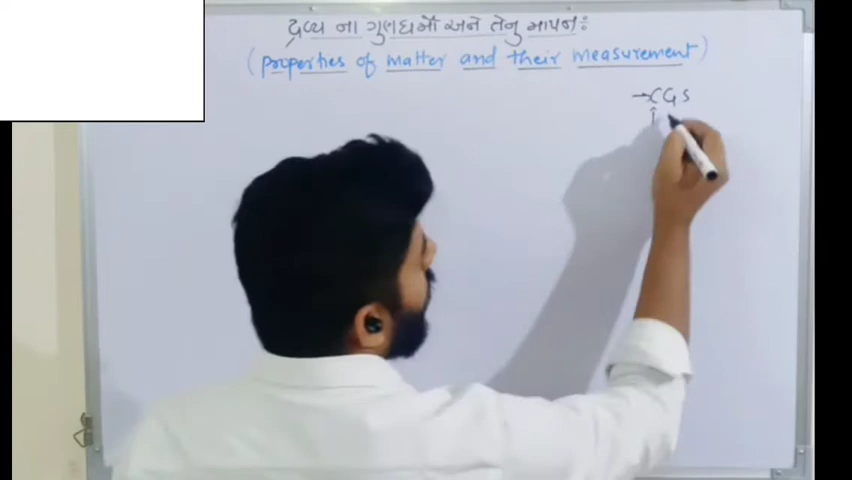 દ્રવ્ય ના ગુણધર્મો અને તેનુ માપન:
(properties of matter and their measurement)
→ CGS